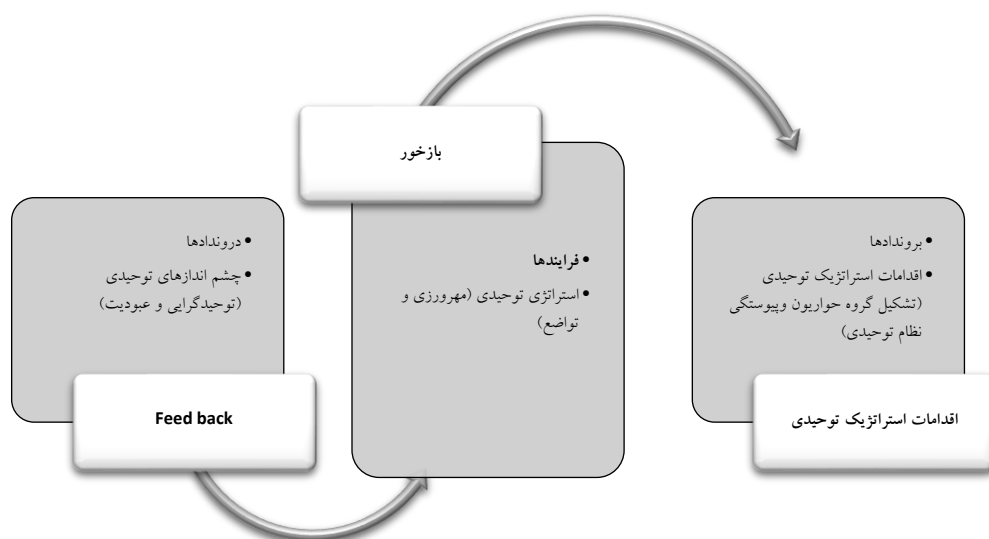 • دروندادها
• چشم اندازهای توحیدی
(توحیدگرایی و عبودیت)
Feed back
بازخور
• فرایندها
• استراتژی توحیدی (مهرورزی و
تواضع)
• بروندادها
• اقدامات استراتژیک توحیدی
(تشکیل گروه حواریون وپیوستگی
نظام توحیدی)
اقدامات استراتژیک توحیدی